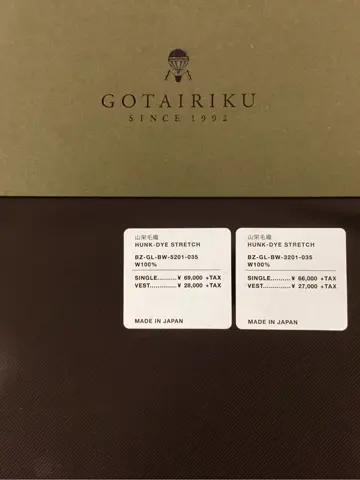 GOTAIRIKU
SINCE 1992
山栄毛織
HUNK-DYE STRETCH
BZ-GL-BW-5201-035
W100%
SINGLE........¥ 69,000 +TAX
VEST.............¥ 28,000 +TAX
MADE IN JAPAN
山栄毛織
HUNK-DYE STRETCH
BZ-GL-BW-3201-035
W100%
SINGLE........¥ 66,000 +TAX
VEST.............¥ 27,000 +TAX
MADE IN JAPAN